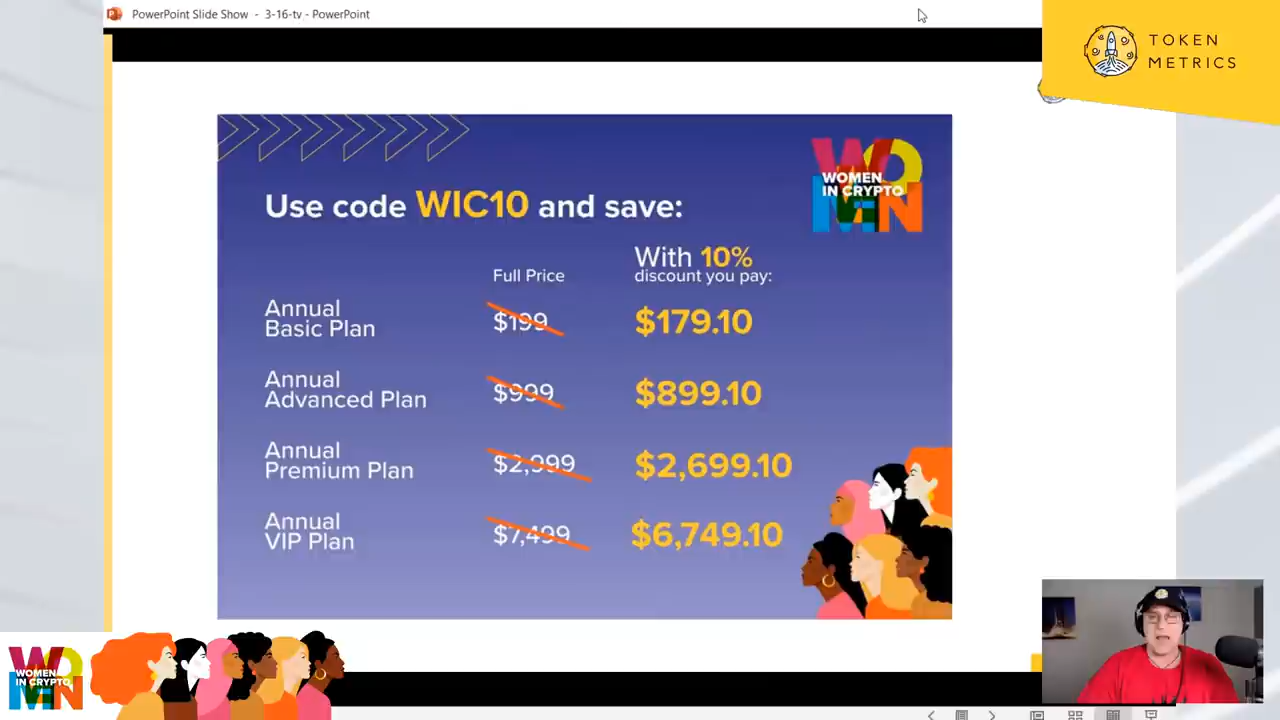 PowerPoint Slide Show - 3-16-tv - PowerPoint
TOKEN
METRICS
WOMEN
WOMEN
IN CRYPTO
Use code WIC10 and save:
Full Price
With 10%
discount you pay:
Annual
Basic Plan
$199
$179.10
Annual
Advanced Plan
$999
$899.10
Annual
Premium Plan
$2,999
$2,699.10
Annual
VIP Plan
$7,499
$6,749.10
WOMEN
WOMEN
IN CRYPTO